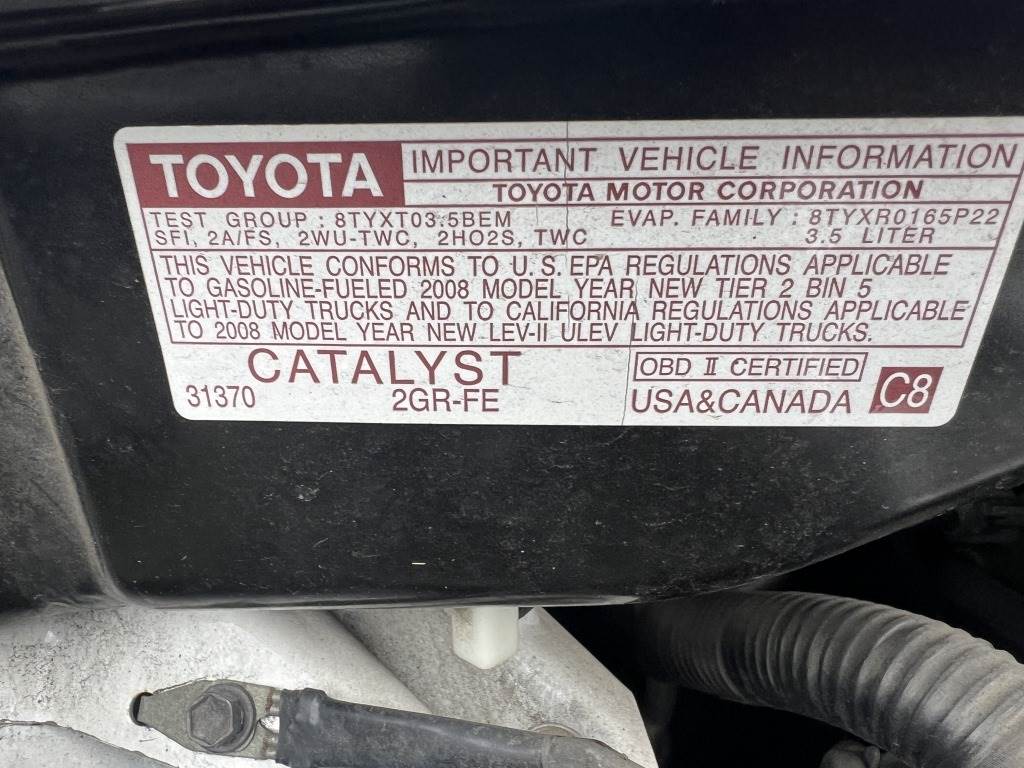 TOYOTA IMPORTANT VEHICLE INFORMATION
TOYOTA MOTOR CORPORATION
TEST GROUP : 8TYXT03.5BEM EVAP. FAMILY : 8TYXR0165P22
SFI, 2A/FS, 2WU-TWC, 2HO2S, TWC 3.5 LITER
THIS VEHICLE CONFORMS TO U.S. EPA REGULATIONS APPLICABLE
TO GASOLINE-FUELED 2008 MODEL YEAR NEW TIER 2 BIN 5
LIGHT-DUTY TRUCKS AND TO CALIFORNIA REGULATIONS APPLICABLE
TO 2008 MODEL YEAR NEW LEV-II ULEV LIGHT-DUTY TRUCKS.
CATALYST OBD II CERTIFIED
31370 2GR-FE USA&CANADA C8